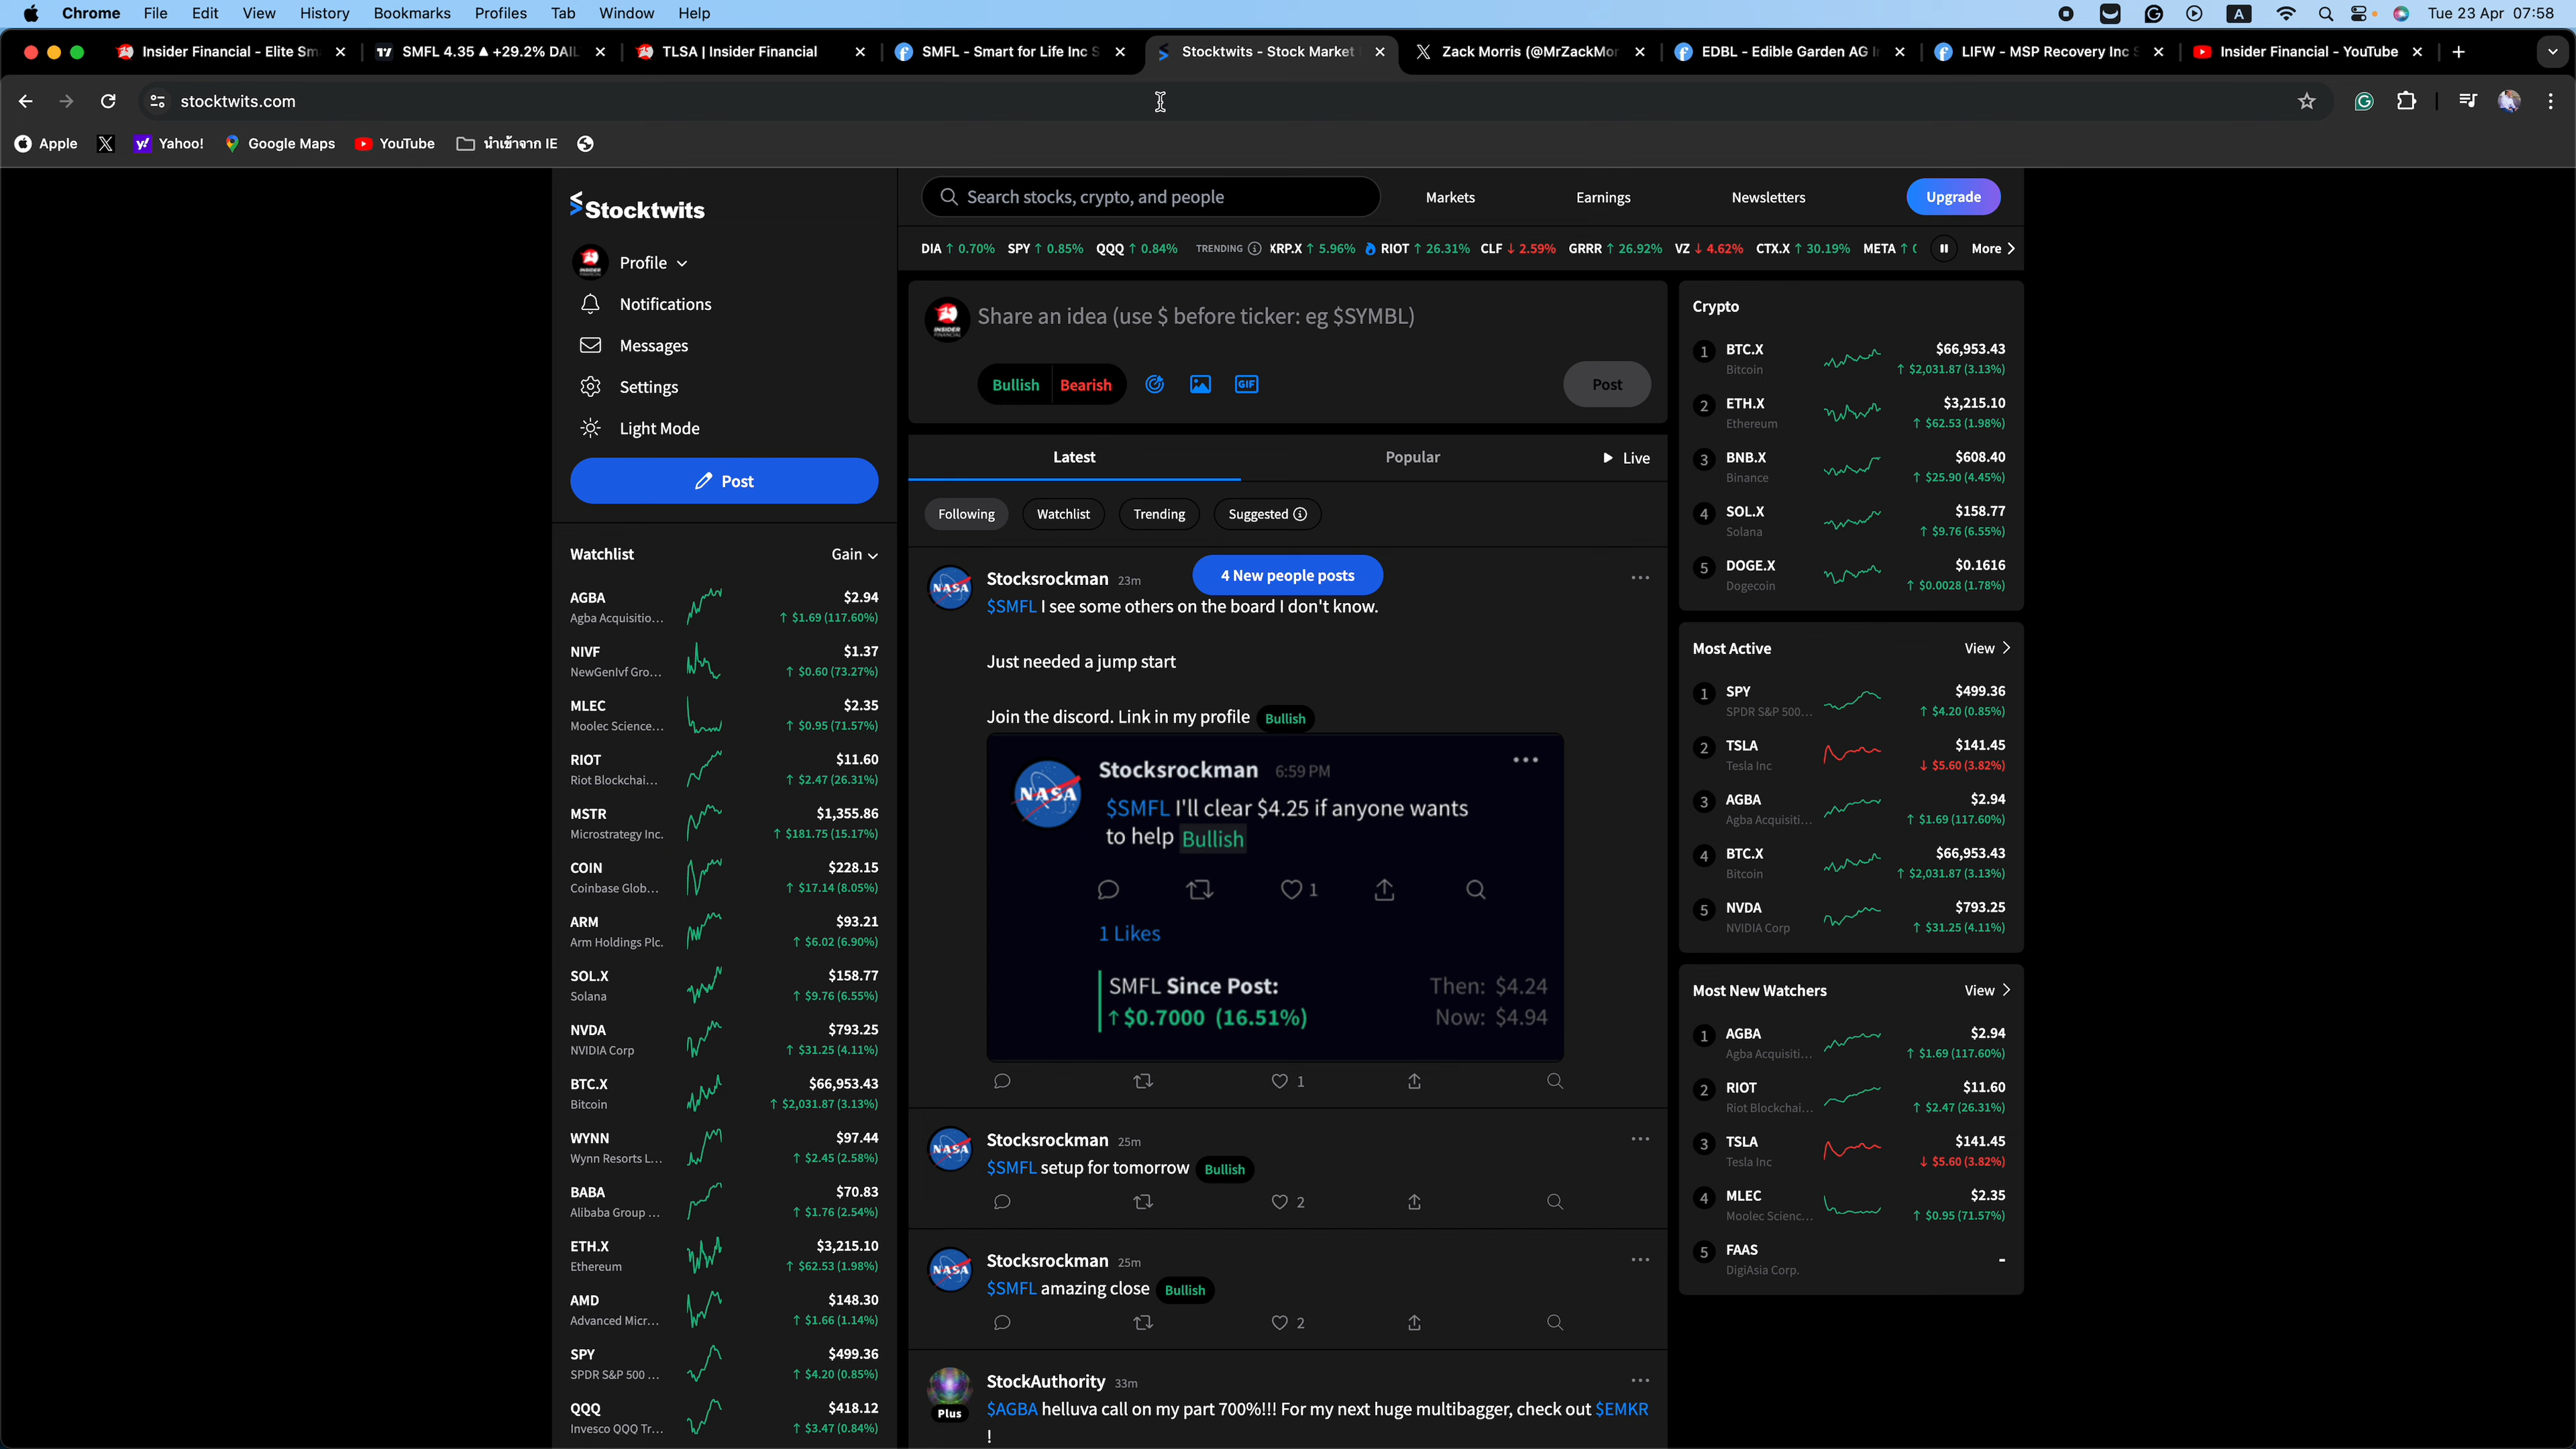 Chrome File Edit View History Bookmarks Profiles Tab Window Help A Tue 23 Apr 07:58
Insider Financial - Elite Sm
SMFL 4.35 ▲ +29.2% DAIL
TLSA | Insider Financial
SMFL - Smart for Life Inc S
Stocktwits - Stock Market
Zack Morris (@MrZackMor
EDBL - Edible Garden AG I
LIFW - MSP Recovery Inc S
Insider Financial - YouTube
stocktwits.com
Apple Yahoo! Google Maps YouTube นำเข้าจาก IE
Stocktwits
Profile
Notifications
Messages
Settings
Light Mode
Post
Watchlist Gain
AGBA $2.94
Agba Acquisitio... ↑ $1.69 (117.60%)
NIVF $1.37
NewGenIvf Gro... ↑ $0.60 (73.27%)
MLEC $2.35
Moolec Science... ↑ $0.95 (71.57%)
RIOT $11.60
Riot Blockchai... ↑ $2.47 (26.31%)
MSTR $1,355.86
Microstrategy Inc. ↑ $181.75 (15.17%)
COIN $228.15
Coinbase Glob... ↑ $17.14 (8.05%)
ARM $93.21
Arm Holdings Plc. ↑ $6.02 (6.90%)
SOL.X $158.77
Solana ↑ $9.76 (6.55%)
NVDA $793.25
NVIDIA Corp ↑ $31.25 (4.11%)
BTC.X $66,953.43
Bitcoin ↑ $2,031.87 (3.13%)
WYNN $97.44
Wynn Resorts L... ↑ $2.45 (2.58%)
BABA $70.83
Alibaba Group ... ↑ $1.76 (2.54%)
ETH.X $3,215.10
Ethereum ↑ $62.53 (1.98%)
AMD $148.30
Advanced Micr... ↑ $1.66 (1.14%)
SPY $499.36
SPDR S&P 500 ... ↑ $4.20 (0.85%)
QQQ $418.12
Invesco QQQ Tr... ↑ $3.47 (0.84%)
Search stocks, crypto, and people
Markets Earnings Newsletters Upgrade
DIA ↑ 0.70% SPY ↑ 0.85% QQQ ↑ 0.84% TRENDING XRP.X ↑ 5.96% RIOT ↑ 26.31% CLF ↓ 2.59% GRRR ↑ 26.92% VZ ↓ 4.62% CTX.X ↑ 30.19% META ↑ More
INSIDER
Share an idea (use $ before ticker: eg $SYMBL)
Bullish Bearish GIF Post
Latest Popular Live
Following Watchlist Trending Suggested
4 New people posts
NASA
Stocksrockman 23m
$SMFL I see some others on the board I don't know.
Just needed a jump start
Join the discord. Link in my profile Bullish
NASA
Stocksrockman 6:59 PM
$SMFL I'll clear $4.25 if anyone wants
to help Bullish
1
1 Likes
SMFL Since Post: Then: $4.24
↑ $0.7000 (16.51%) Now: $4.94
1
NASA
Stocksrockman 25m
$SMFL setup for tomorrow Bullish
2
NASA
Stocksrockman 25m
$SMFL amazing close Bullish
2
StockAuthority 33m
Plus
$AGBA helluva call on my part 700%!!! For my next huge multibagger, check out $EMKR
!
Crypto
1 BTC.X $66,953.43
Bitcoin ↑ $2,031.87 (3.13%)
2 ETH.X $3,215.10
Ethereum ↑ $62.53 (1.98%)
3 BNB.X $608.40
Binance ↑ $25.90 (4.45%)
4 SOL.X $158.77
Solana ↑ $9.76 (6.55%)
5 DOGE.X $0.1616
Dogecoin ↑ $0.0028 (1.78%)
Most Active View
1 SPY $499.36
SPDR S&P 500... ↑ $4.20 (0.85%)
2 TSLA $141.45
Tesla Inc ↓ $5.60 (3.82%)
3 AGBA $2.94
Agba Acquisiti... ↑ $1.69 (117.60%)
4 BTC.X $66,953.43
Bitcoin ↑ $2,031.87 (3.13%)
5 NVDA $793.25
NVIDIA Corp ↑ $31.25 (4.11%)
Most New Watchers View
1 AGBA $2.94
Agba Acquisiti... ↑ $1.69 (117.60%)
2 RIOT $11.60
Riot Blockchai... ↑ $2.47 (26.31%)
3 TSLA $141.45
Tesla Inc ↓ $5.60 (3.82%)
4 MLEC $2.35
Moolec Scienc... ↑ $0.95 (71.57%)
5 FAAS -
DigiAsia Corp.